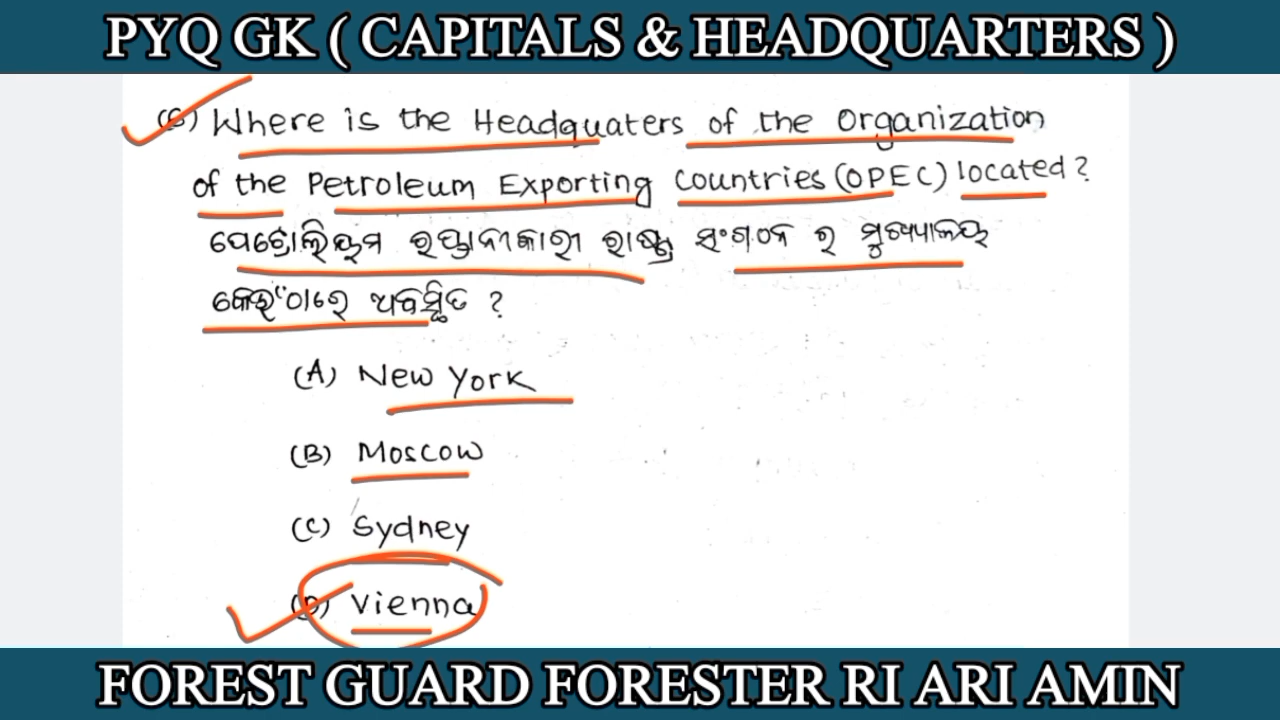 PYQ GK ( CAPITALS & HEADQUARTERS )
(6) Where is the Headquaters of the Organization
of the Petroleum Exporting Countries (OPEC) located?
ପେଟ୍ରୋଲିୟମ ରପ୍ତାନୀକାରୀ ରାଷ୍ଟ୍ର ସଂଗଠନ ର ମୁଖ୍ୟାଳୟ
କେଉଁଠାରେ ଅବସ୍ଥିତ ?
(A) New York
(B) Moscow
(C) Sydney
(D) Vienna
FOREST GUARD FORESTER RI ARI AMIN